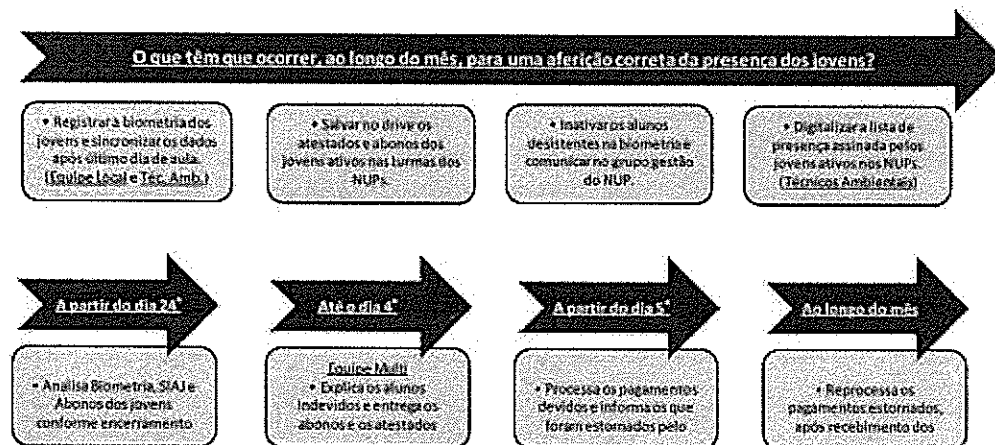 O que têm que ocorrer, ao longo do mês, para uma aferição correta da presença dos jovens?
• Registrar a biometria dos
jovens e sincronizar os dados
após último dia de aula.
(Equipe Local e Téc. Amb.)
• Salvar no drive os
atestados e abonos dos
jovens ativos nas turmas dos
NUPs.
• Inativar os alunos
desistentes na biometria e
comunicar no grupo gestão
do NUP.
• Digitalizar a lista de
presença assinada pelos
jovens ativos nos NUPs.
(Técnicos Ambientais)
A partir do dia 24*
Até o dia 4*
A partir do dia 5*
Ao longo do mês
• Analisa Biometria, SIAJ e
Abonos dos jovens
conforme encerramento
Equipe Multi
• Explica os alunos
indevidos e entrega os
abonos e os atestados
• Processa os pagamentos
devidos e informa os que
foram estornados pelo
• Reprocessa os
pagamentos estornados,
após recebimento dos